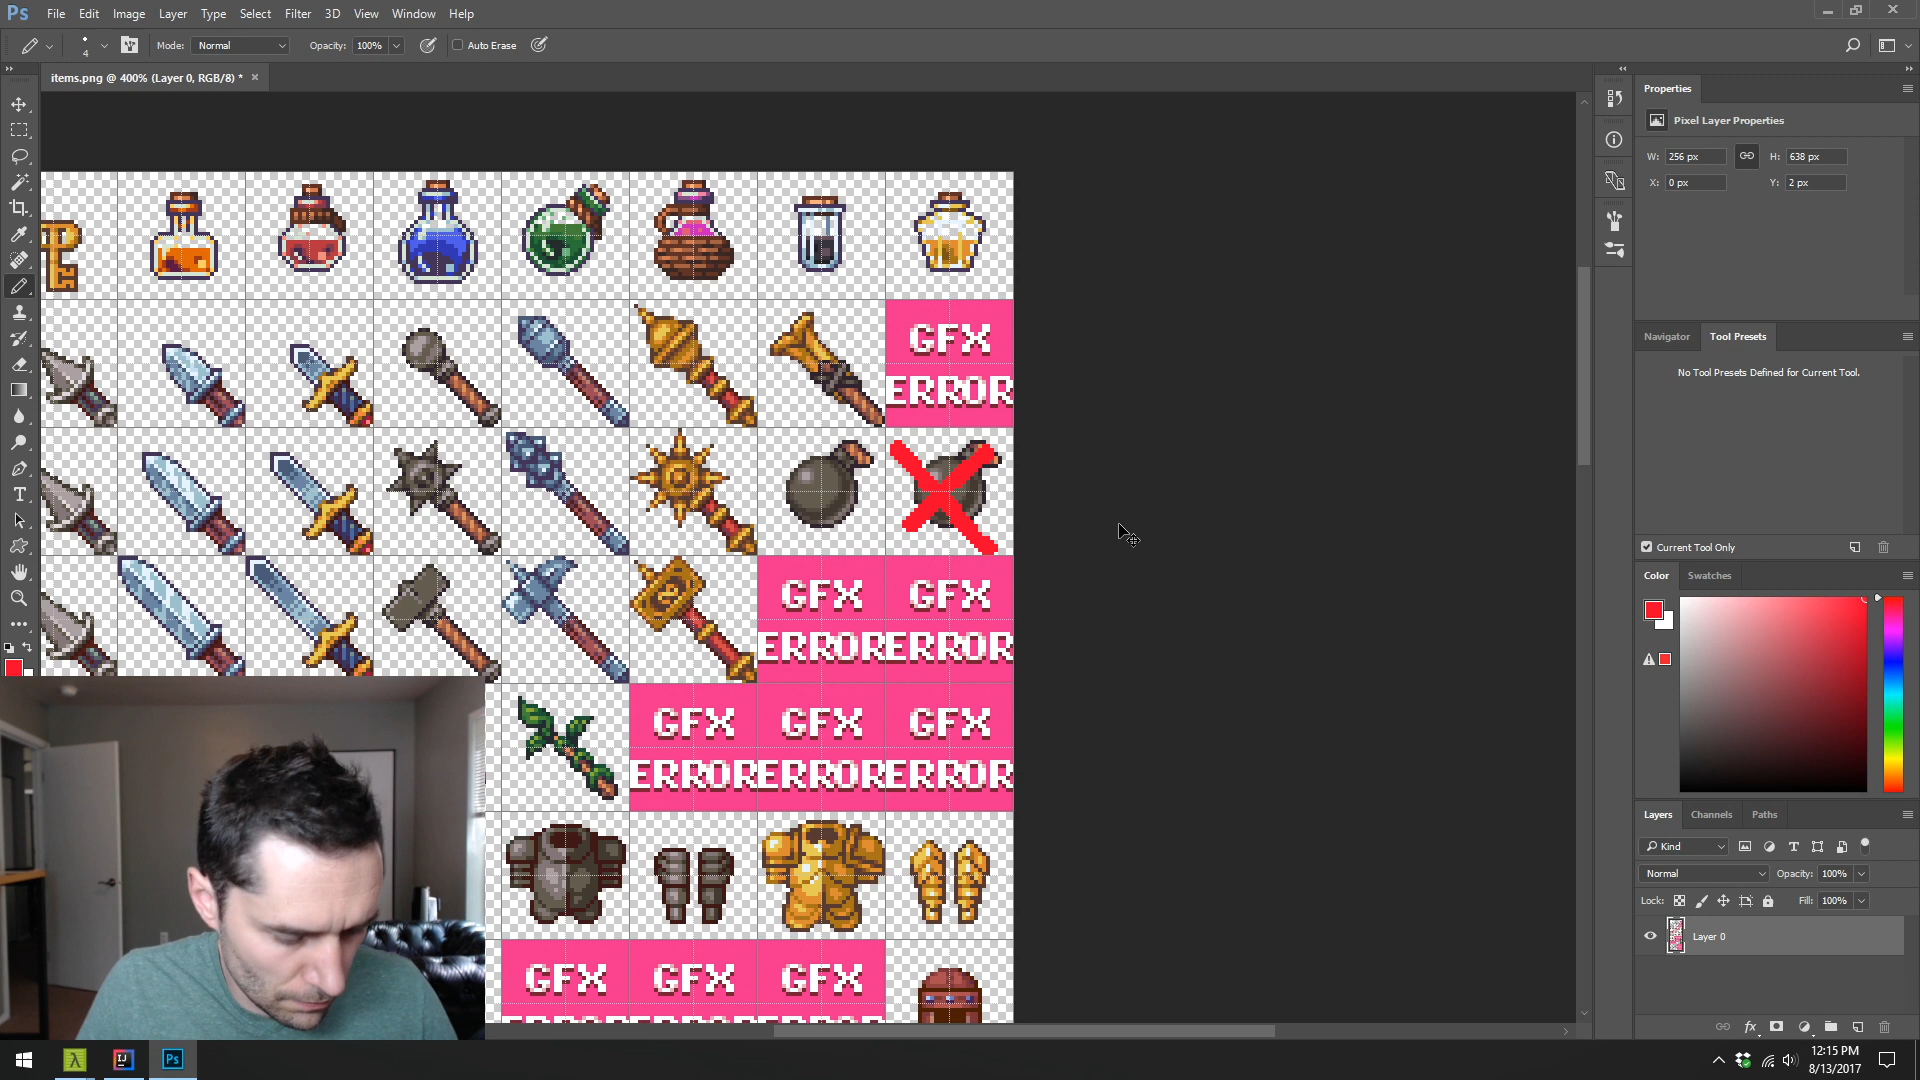 Ps File Edit Image Layer Type Select Filter 3D View Window Help
4 Mode: Normal Opacity: 100% Auto Erase
items.png @ 400% (Layer 0, RGB/8) *
Properties
Pixel Layer Properties
W: 256 px H: 638 px
X: 0 px Y: 2 px
GFX
ERROR
Navigator Tool Presets
No Tool Presets Defined for Current Tool.
Current Tool Only
Color Swatches
GFX GFX
ERROR ERROR
GFX GFX GFX
ERROR ERROR ERROR
Layers Channels Paths
Kind
Normal Opacity: 100%
Lock: Fill: 100%
Layer 0
GFX GFX GFX
fx
λ IJ Ps
12:15 PM
8/13/2017